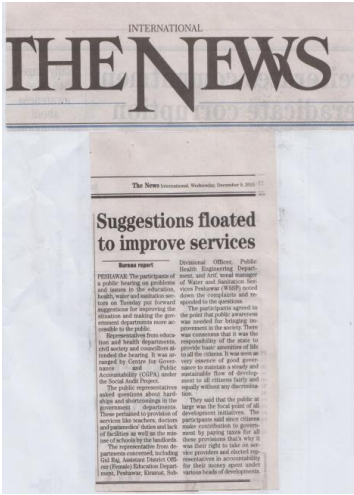 INTERNATIONAL
THE NEWS
The News International, Wednesday, December 9, 2015
Suggestions floated
to improve services
Bureau report
PESHAWAR: The participants of
a public hearing on problems
and issues in the education,
health, water and sanitation sec-
tors on Tuesday put forward
suggestions for improving the
situation and making the gov-
ernment departments more ac-
cessible to the public.
Representatives from educa-
tion and health departments,
civil society and councillors at-
tended the hearing. It was ar-
ranged by Centre for Gover-
nance and Public
Accountability (CGPA) under
the Social Audit Project.
The public representatives
asked questions about hard-
ships and shortcomings in the
government departments.
These pertained to provision of
services like teachers, doctors
and paramedics' duties and lack
of facilities as well as the mis-
use of schools by the landlords.
The representative from de-
partments concerned, including
Gul Raj, Assistant District Offi-
cer (Female) Education Depart-
ment, Peshawar, Kiramat, Sub-
Divisional Officer, Public
Health Engineering Depart-
ment, and Arif, zonal manager
of Water and Sanitation Ser-
vices Peshawar (WSSP) noted
down the complaints and re-
sponded to the questions.
The participants agreed to
the point that public awareness
was needed for bringing im-
provement in the society. There
was consensus that it was the
responsibility of the state to
provide basic amenities of life
to all the citizens. It was seen as
very essence of good gover-
nance to maintain a steady and
sustainable flow of develop-
ment to all citizens fairly and
equally without any discrimina-
tion.
They said that the public at
large was the focal point of all
development initiatives. The
participants said since citizens
make contribution to govern-
ment by paying taxes for all
these provisions that's why it
was their right to take on ser-
vice providers and elected rep-
resentatives in accountability
for their money spent under
various heads of developments.